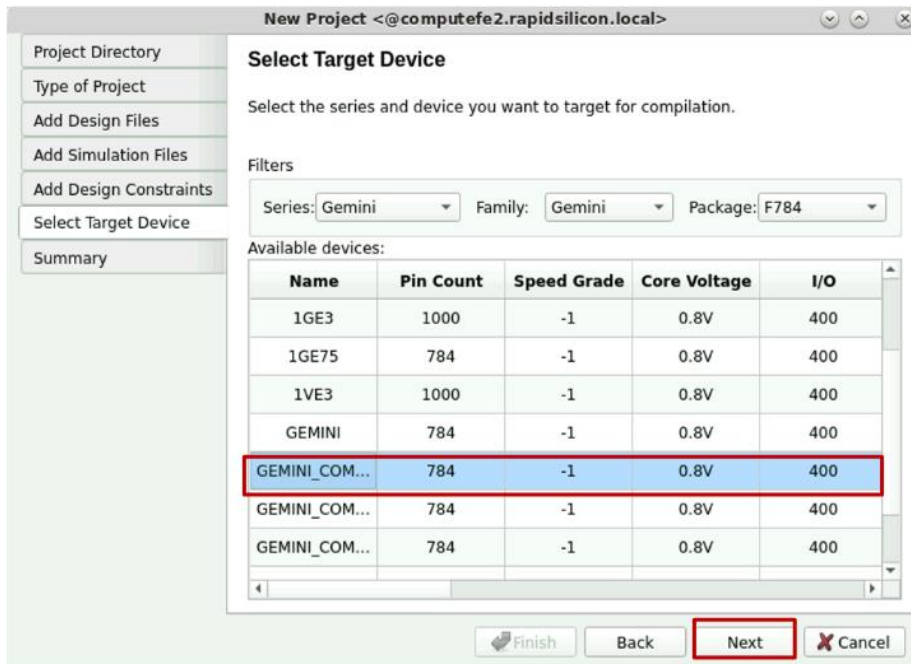 New Project <@computefe2.rapidsilicon.local>
Project Directory
Type of Project
Add Design Files
Add Simulation Files
Add Design Constraints
Select Target Device
Summary
Select Target Device
Select the series and device you want to target for compilation.
Filters
Series: Gemini Family: Gemini Package: F784
Available devices:
Name Pin Count Speed Grade Core Voltage I/O
1GE3 1000 -1 0.8V 400
1GE75 784 -1 0.8V 400
1VE3 1000 -1 0.8V 400
GEMINI 784 -1 0.8V 400
GEMINI_COM... 784 -1 0.8V 400
GEMINI_COM... 784 -1 0.8V 400
GEMINI_COM... 784 -1 0.8V 400
Finish Back Next Cancel